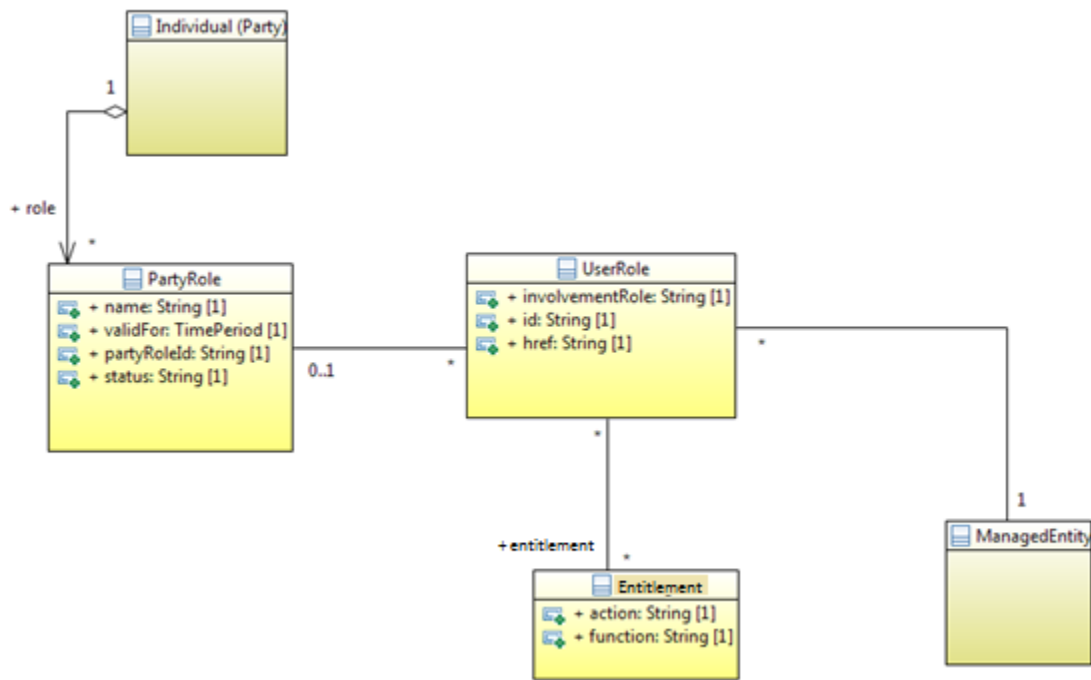 Individual (Party)
1
+ role
*
PartyRole
+ name: String [1]
+ validFor: TimePeriod [1]
+ partyRoleId: String [1]
+ status: String [1]
0..1
*
UserRole
+ involvementRole: String [1]
+ id: String [1]
+ href: String [1]
*
*
+entitlement
*
Entitlement
+ action: String [1]
+ function: String [1]
1
ManagedEntity